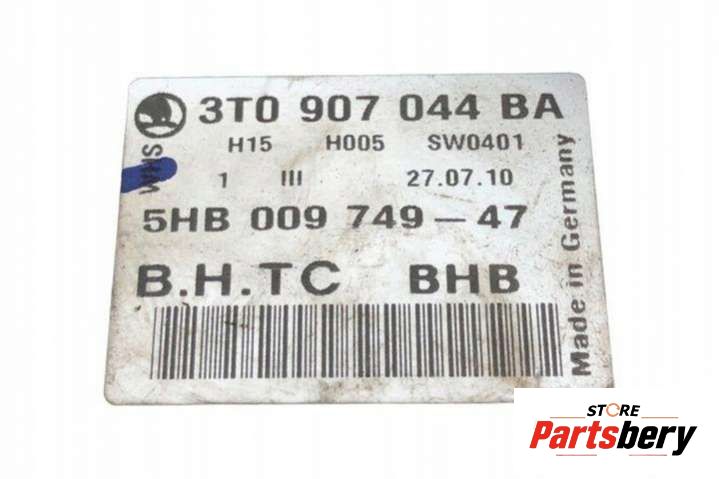 3T0 907 044 BA
H15 H005 SW0401
WHS
1 III 27.07.10
5HB 009 749-47
B.H.TC BHB
Made in Germany
STORE
Partsbery